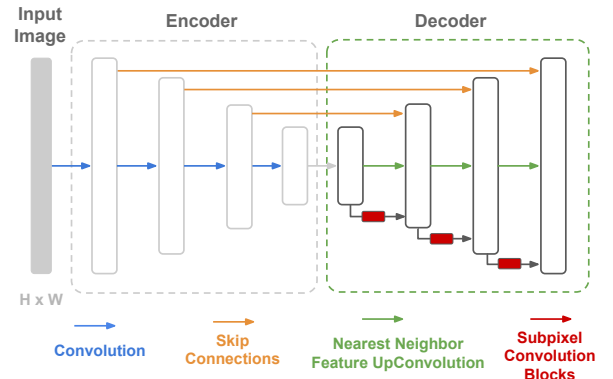 Input
Image
Encoder
Decoder
H x W
Convolution
Skip
Connections
Nearest Neighbor
Feature UpConvolution
Subpixel
Convolution
Blocks